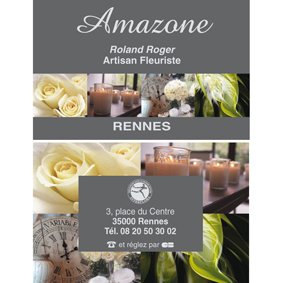 Amazone
Roland Roger
Artisan Fleuriste
RENNES
3, place du Centre
35000 Rennes
Tél. 08 20 50 30 02
☎ et réglez par